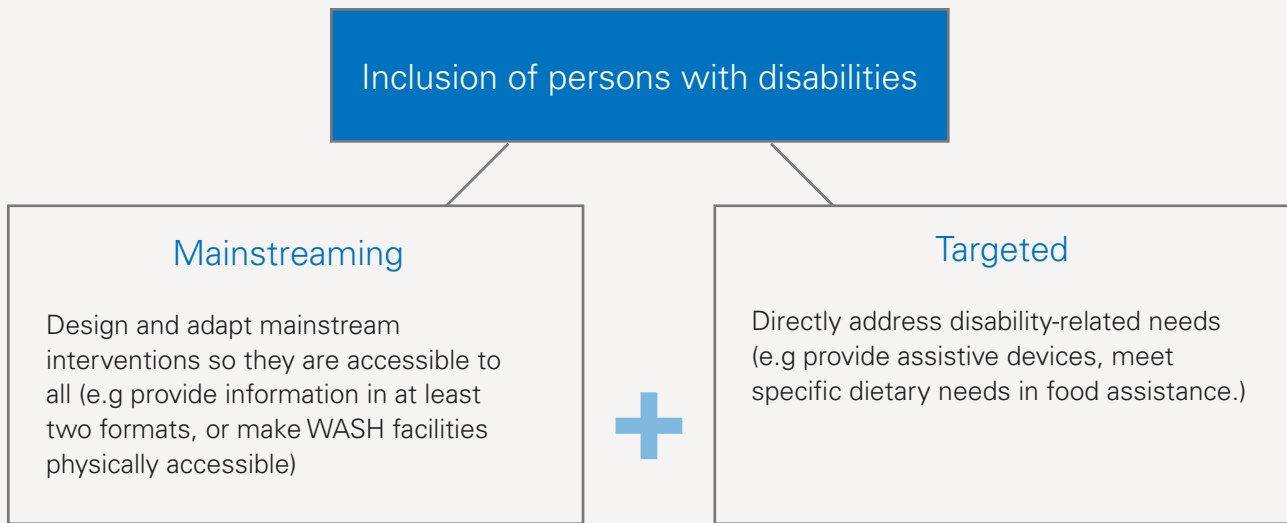 Inclusion of persons with disabilities
Mainstreaming
Design and adapt mainstream
interventions so they are accessible to
all (e.g provide information in at least
two formats, or make WASH facilities
physically accessible)
+
Targeted
Directly address disability-related needs
(e.g provide assistive devices, meet
specific dietary needs in food assistance.)